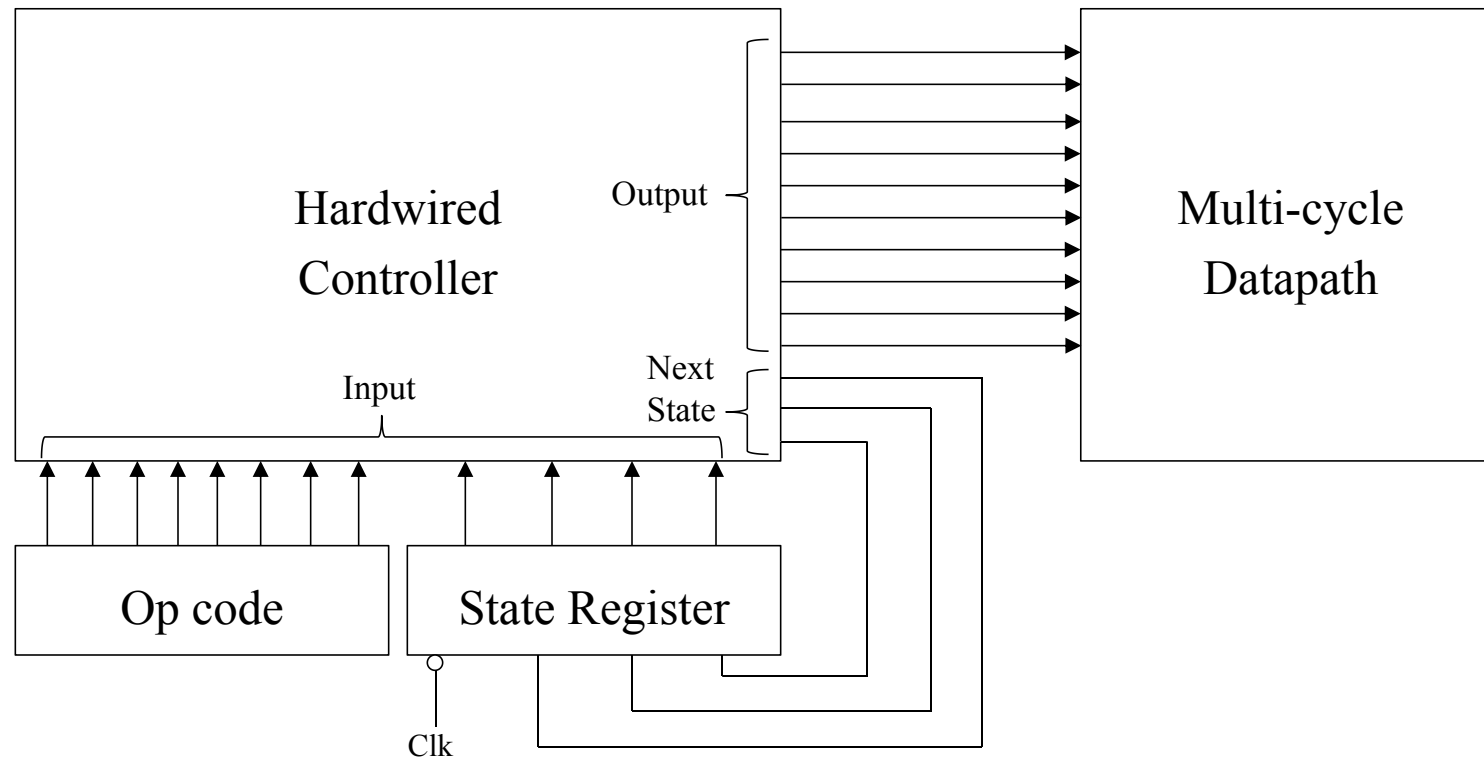 Hardwired
Controller
Output
Multi-cycle
Datapath
Next
State
Input
Op code
State Register
Clk